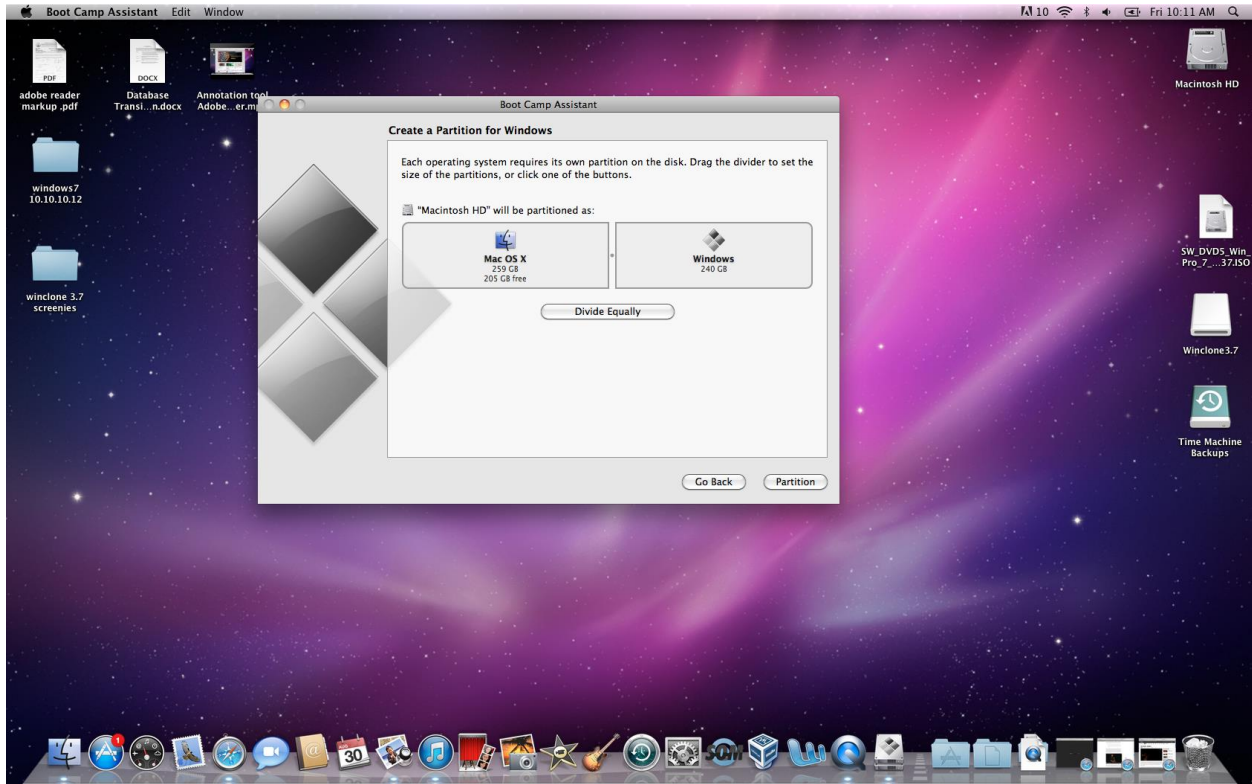 Boot Camp Assistant Edit Window
10 Fri 10:11 AM
PDF
adobe reader
markup .pdf
DOCX
Database
Transi...n.docx
Annotation tool
Adobe...er.m
windows7
10.10.10.12
winclone 3.7
screenies
Boot Camp Assistant
Create a Partition for Windows
Each operating system requires its own partition on the disk. Drag the divider to set the
size of the partitions, or click one of the buttons.
"Macintosh HD" will be partitioned as:
Mac OS X
259 GB
205 GB free
Windows
240 GB
Divide Equally
Go Back
Partition
Macintosh HD
SW_DVD5_Win_
Pro_7_...37.ISO
Winclone3.7
Time Machine
Backups
1
30